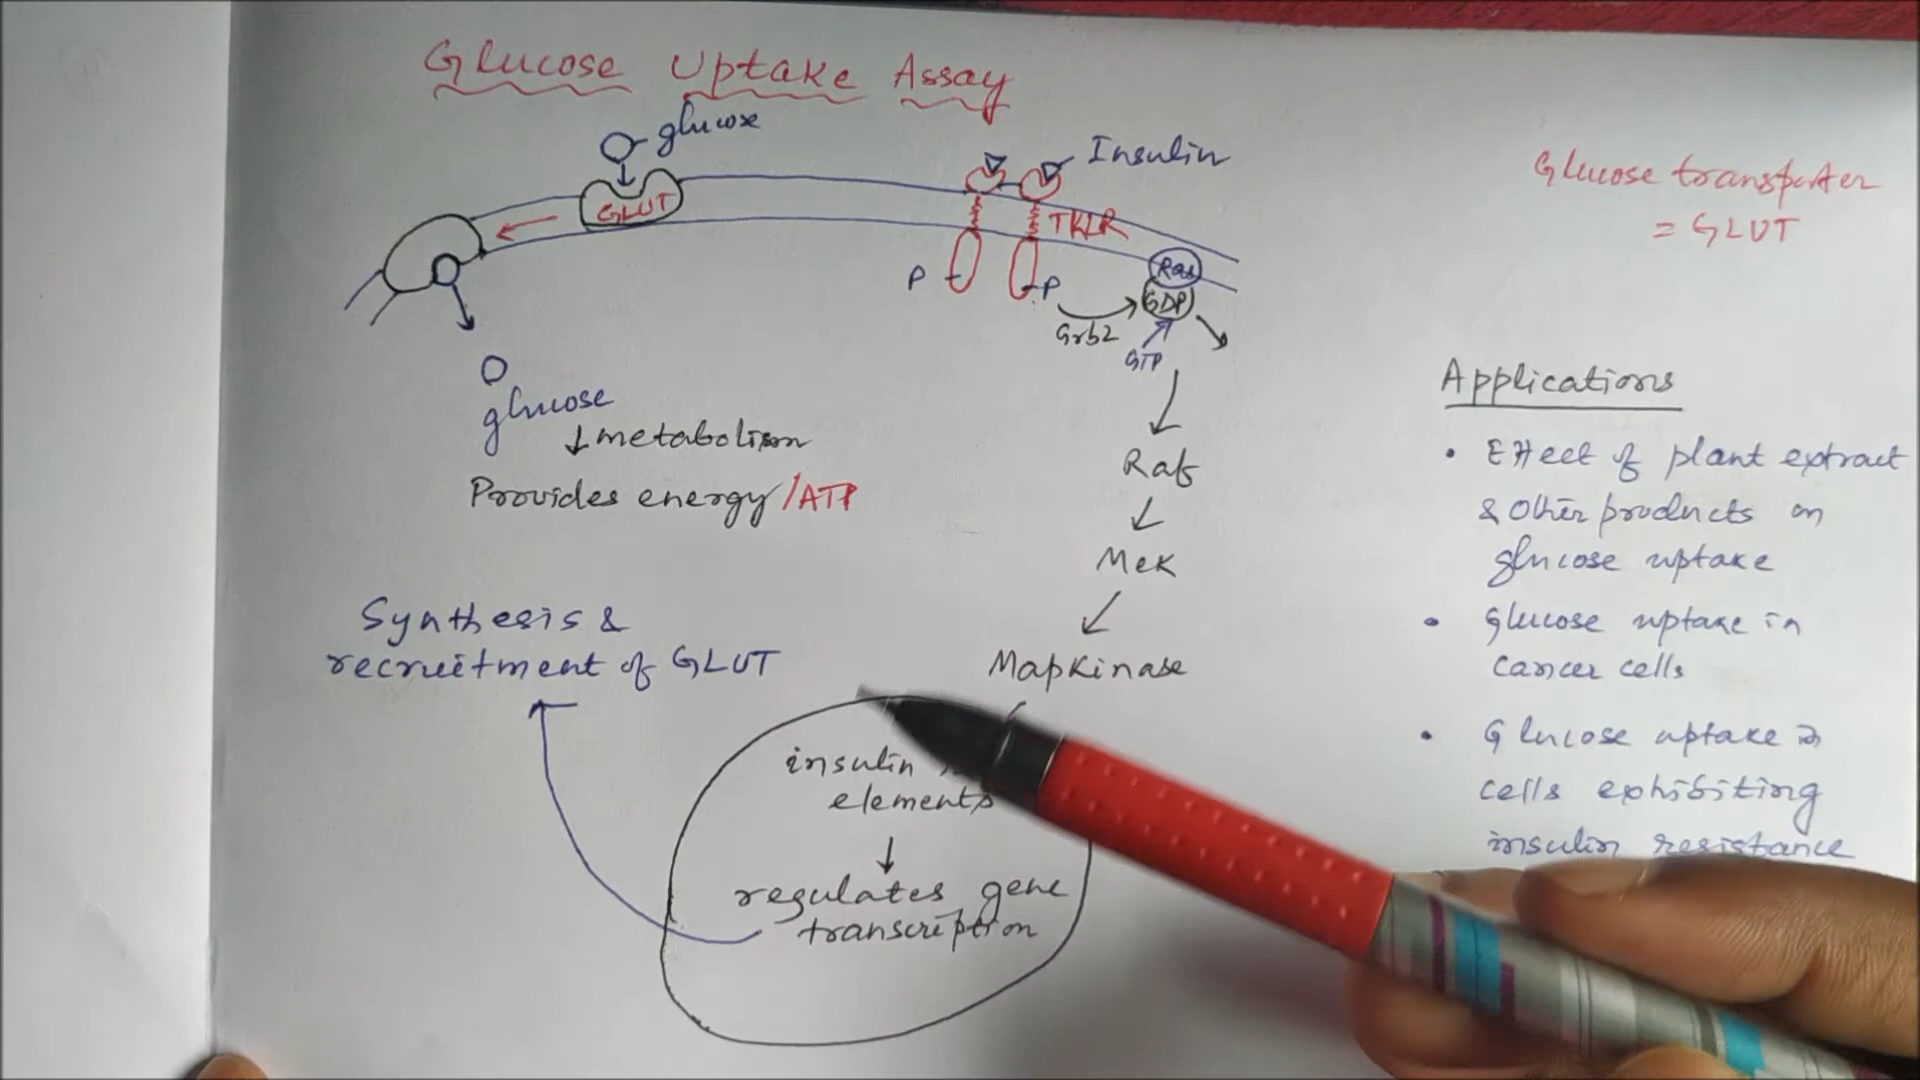 Glucose Uptake Assay
glucose
GLUT
Insulin
TKLR
P
P
Ras
GDP
Grb2
GTP
glucose
metabolism
Provides energy/ATP
Raf
Mek
Mapkinase
Synthesis &
recruitment of GLUT
insulin
elements
regulates gene
transcription
Glucose transporter
= GLUT
Applications
• Effect of plant extract
& other products on
glucose uptake
• Glucose uptake in
cancer cells
• Glucose uptake in
cells exhibiting
insulin resistance